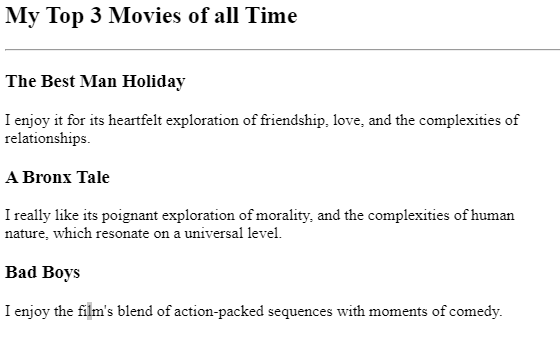 My Top 3 Movies of all Time
The Best Man Holiday
I enjoy it for its heartfelt exploration of friendship, love, and the complexities of
relationships.
A Bronx Tale
I really like its poignant exploration of morality, and the complexities of human
nature, which resonate on a universal level.
Bad Boys
I enjoy the film's blend of action-packed sequences with moments of comedy.